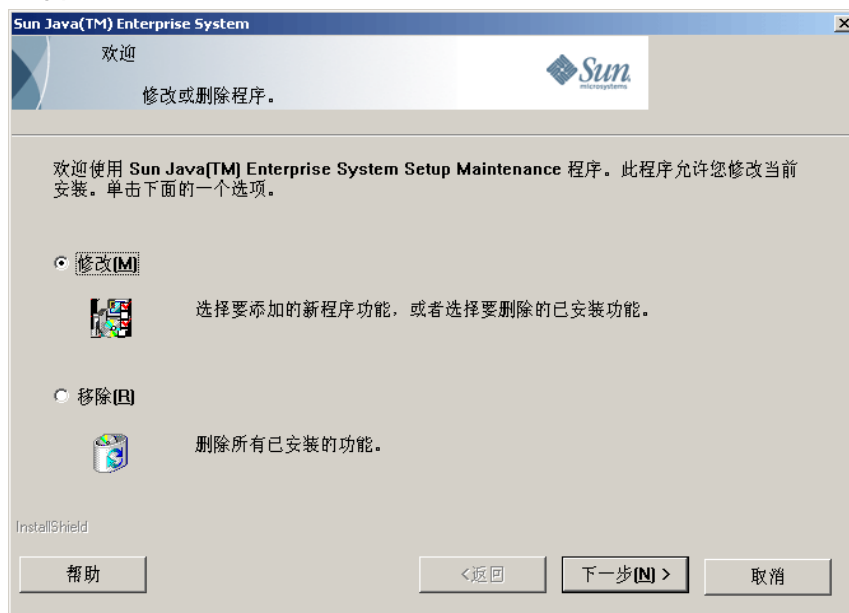 Sun Java(TM) Enterprise System
欢迎
修改或删除程序。
Sun
microsystems
欢迎使用 Sun Java(TM) Enterprise System Setup Maintenance 程序。此程序允许您修改当前
安装。单击下面的一个选项。
修改(M)
选择要添加的新程序功能，或者选择要删除的已安装功能。
移除(R)
删除所有已安装的功能。
InstallShield
帮助
<返回
下一步(N) >
取消